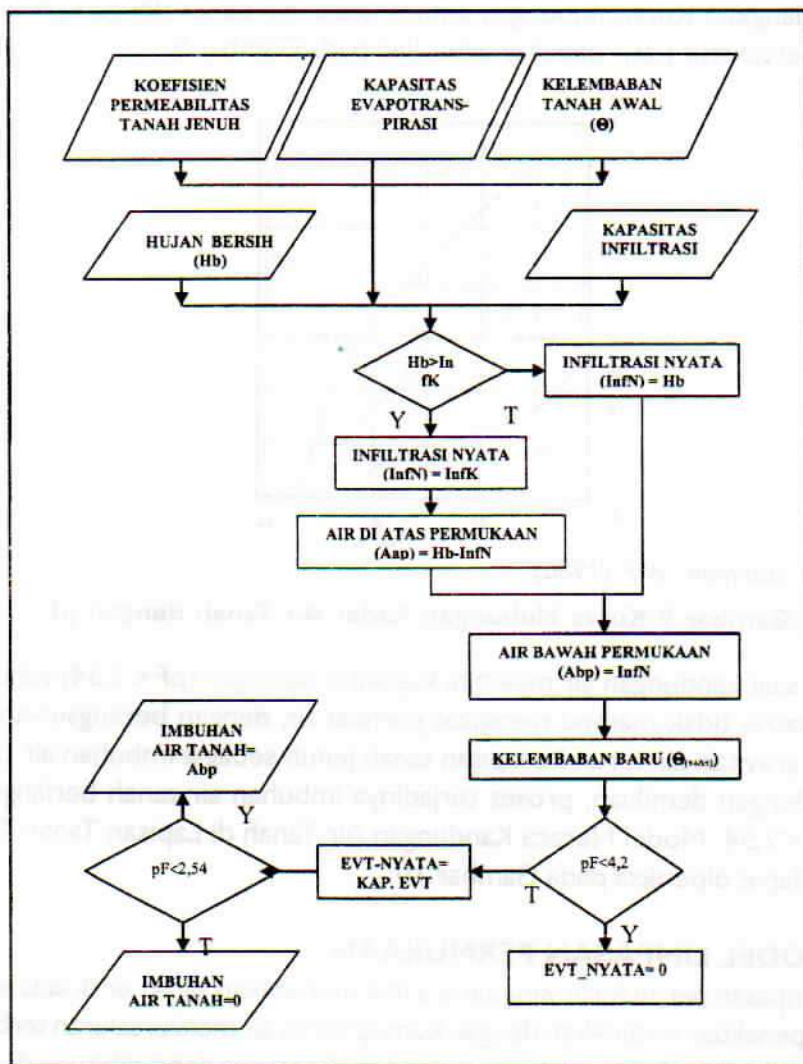 KOEFISIEN
PERMEABILITAS
TANAH JENUH
KAPASITAS
EVAPOTRANS-
PIRASI
KELEMBABAN
TANAH AWAL
(Θ)
HUJAN BERSIH
(Hb)
KAPASITAS
INFILTRASI
Hb>In
fK
INFILTRASI NYATA
(InfN) = Hb
Y
T
INFILTRASI NYATA
(InfN) = InfK
AIR DI ATAS PERMUKAAN
(Aap) = Hb-InfN
AIR BAWAH PERMUKAAN
(Abp) = InfN
IMBUHAN
AIR TANAH=
Abp
KELEMBABAN BARU (Θ
Y
pF<2,54
EVT-NYATA=
KAP. EVT
T
pF<4,2
T
Y
IMBUHAN
AIR TANAH=0
EVT_NYATA= 0